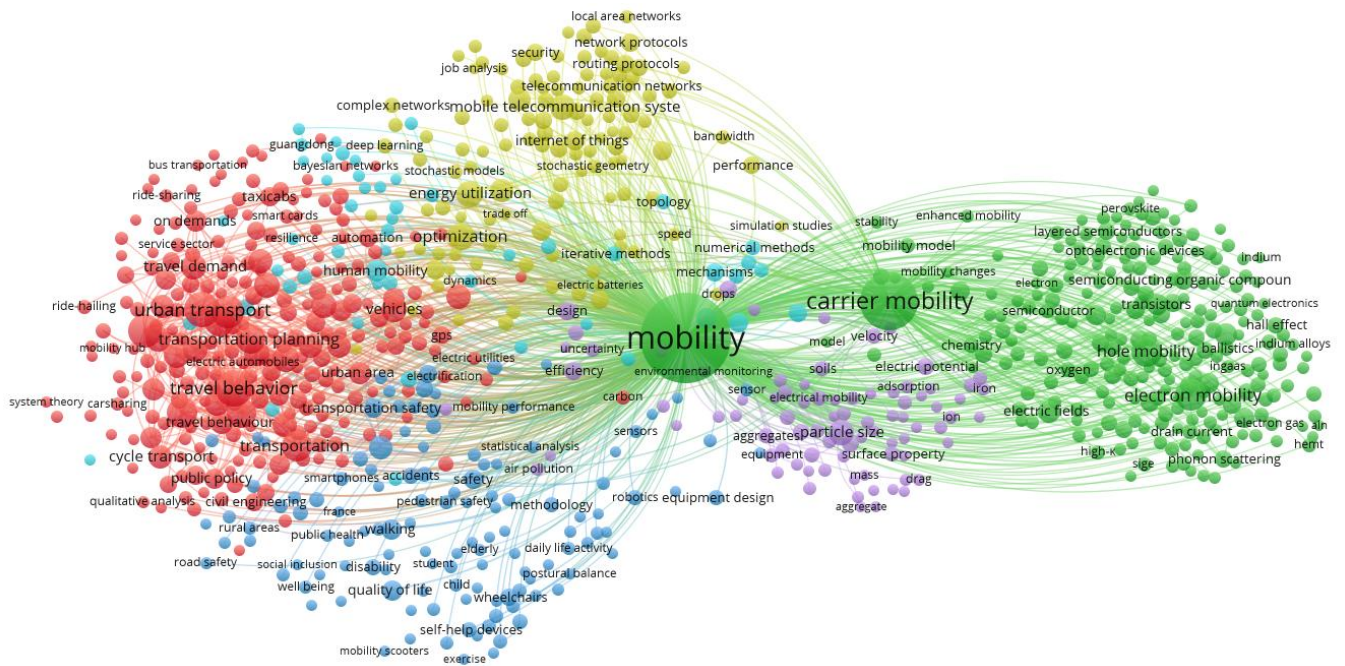 local area networks
network protocols
security
routing protocols
job analysis
telecommunication networks
complex networks
mobile telecommunication syste
bandwidth
internet of things
guangdong
deep learning
bus transportation
bayesian networks
stochastic models
stochastic geometry
performance
ride-sharing
taxicabs
energy utilization
topology
smart cards
trade off
perovskite
on demands
stability
enhanced mobility
simulation studies
layered semiconductors
service sector
resilience
automation
optimization
speed
numerical methods
mobility model
optoelectronic devices
iterative methods
indium
travel demand
human mobility
dynamics
mechanisms
mobility changes
electron
semiconducting organic compoun
electric batteries
drops
carrier mobility
ride-hailing
urban transport
vehicles
design
semiconductor
transistors
quantum electronics
hall effect
mobility
transportation planning
gps
model
velocity
chemistry
mobility hub
uncertainty
hole mobility
ballistics
indium alloys
electric automobiles
electric utilities
urban area
electrification
efficiency
environmental monitoring
soils
electric potential
oxygen
ingaas
travel behavior
sensor
adsorption
iron
carbon
electrical mobility
electron mobility
system theory
carsharing
transportation safety
mobility performance
ion
electric fields
travel behaviour
sensors
aggregates
particle size
drain current
electron gas
aln
transportation
statistical analysis
hemt
cycle transport
equipment
surface property
high-κ
sige
phonon scattering
air pollution
public policy
smartphones
accidents
safety
mass
drag
qualitative analysis
civil engineering
pedestrian safety
methodology
robotics
equipment design
aggregate
france
rural areas
public health
walking
elderly
daily life activity
road safety
social inclusion
disability
student
postural balance
well being
quality of life
child
wheelchairs
self-help devices
mobility scooters
exercise